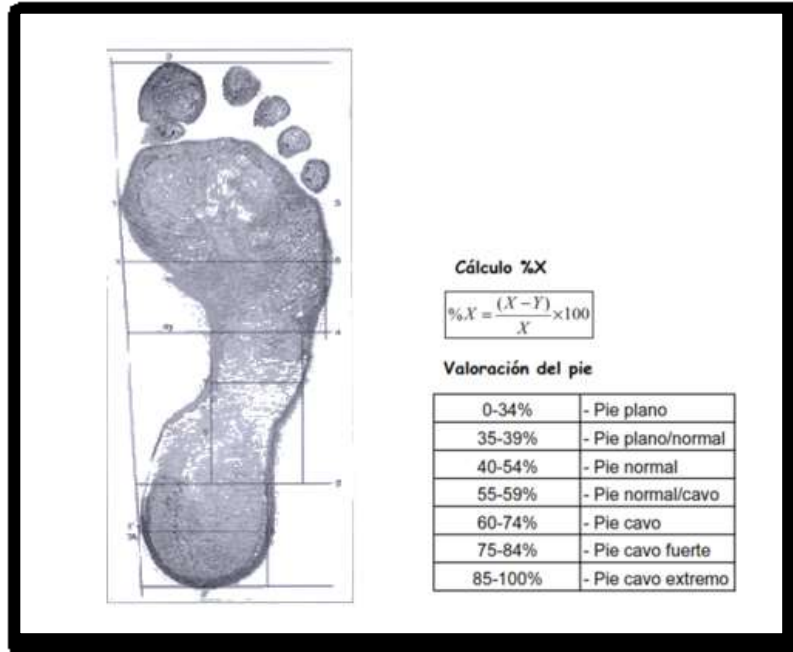 Cálculo %X
%X = (X - Y) / X ×100
Valoración del pie
0-34% - Pie plano
35-39% - Pie plano/normal
40-54% - Pie normal
55-59% - Pie normal/cavo
60-74% - Pie cavo
75-84% - Pie cavo fuerte
85-100% - Pie cavo extremo